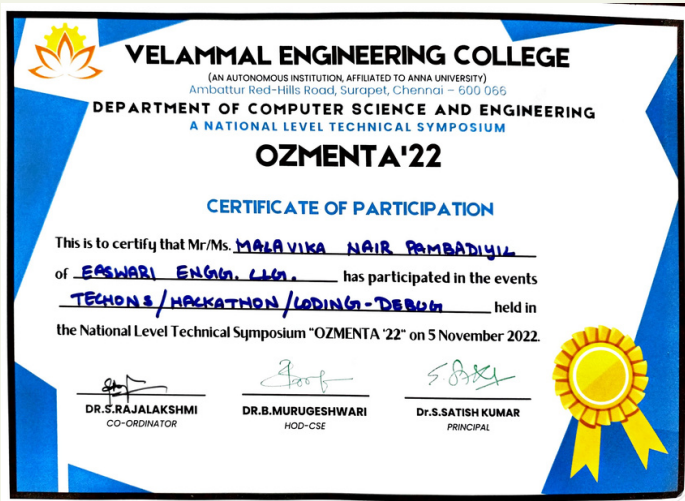 VELAMMAL ENGINEERING COLLEGE
(AN AUTONOMOUS INSTITUTION, AFFILIATED TO ANNA UNIVERSITY)
Ambattur Red-Hills Road, Surapet, Chennai – 600 066
DEPARTMENT OF COMPUTER SCIENCE AND ENGINEERING
A NATIONAL LEVEL TECHNICAL SYMPOSIUM
OZMENTA'22
CERTIFICATE OF PARTICIPATION
This is to certify that Mr/Ms. MALAVIKA NAIR PAMBADIYIL
of EASWARI ENGG. CLG. has participated in the events
TECHONS/HACKATHON/CODING-DEBUG held in
the National Level Technical Symposium "OZMENTA '22" on 5 November 2022.
DR.S.RAJALAKSHMI DR.B.MURUGESHWARI Dr.S.SATISH KUMAR
CO-ORDINATOR HOD-CSE PRINCIPAL